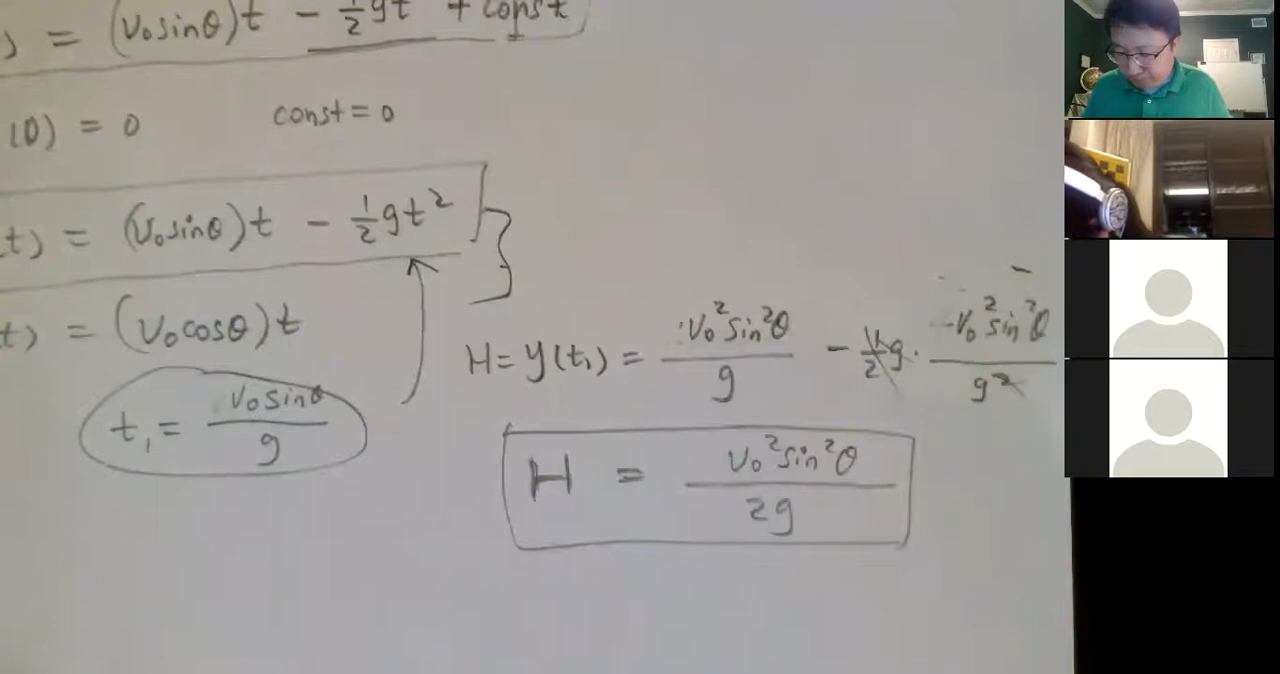 ) = (v₀sinθ)t − ½gt + const
(0) = 0 const = 0
t) = (v₀sinθ)t − ½gt²
t) = (v₀cosθ)t
t₁ = v₀sinθ / g
H = y(t₁) = v₀²sin²θ / g − ½g · v₀²sin²θ / g²
H = v₀²sin²θ / 2g